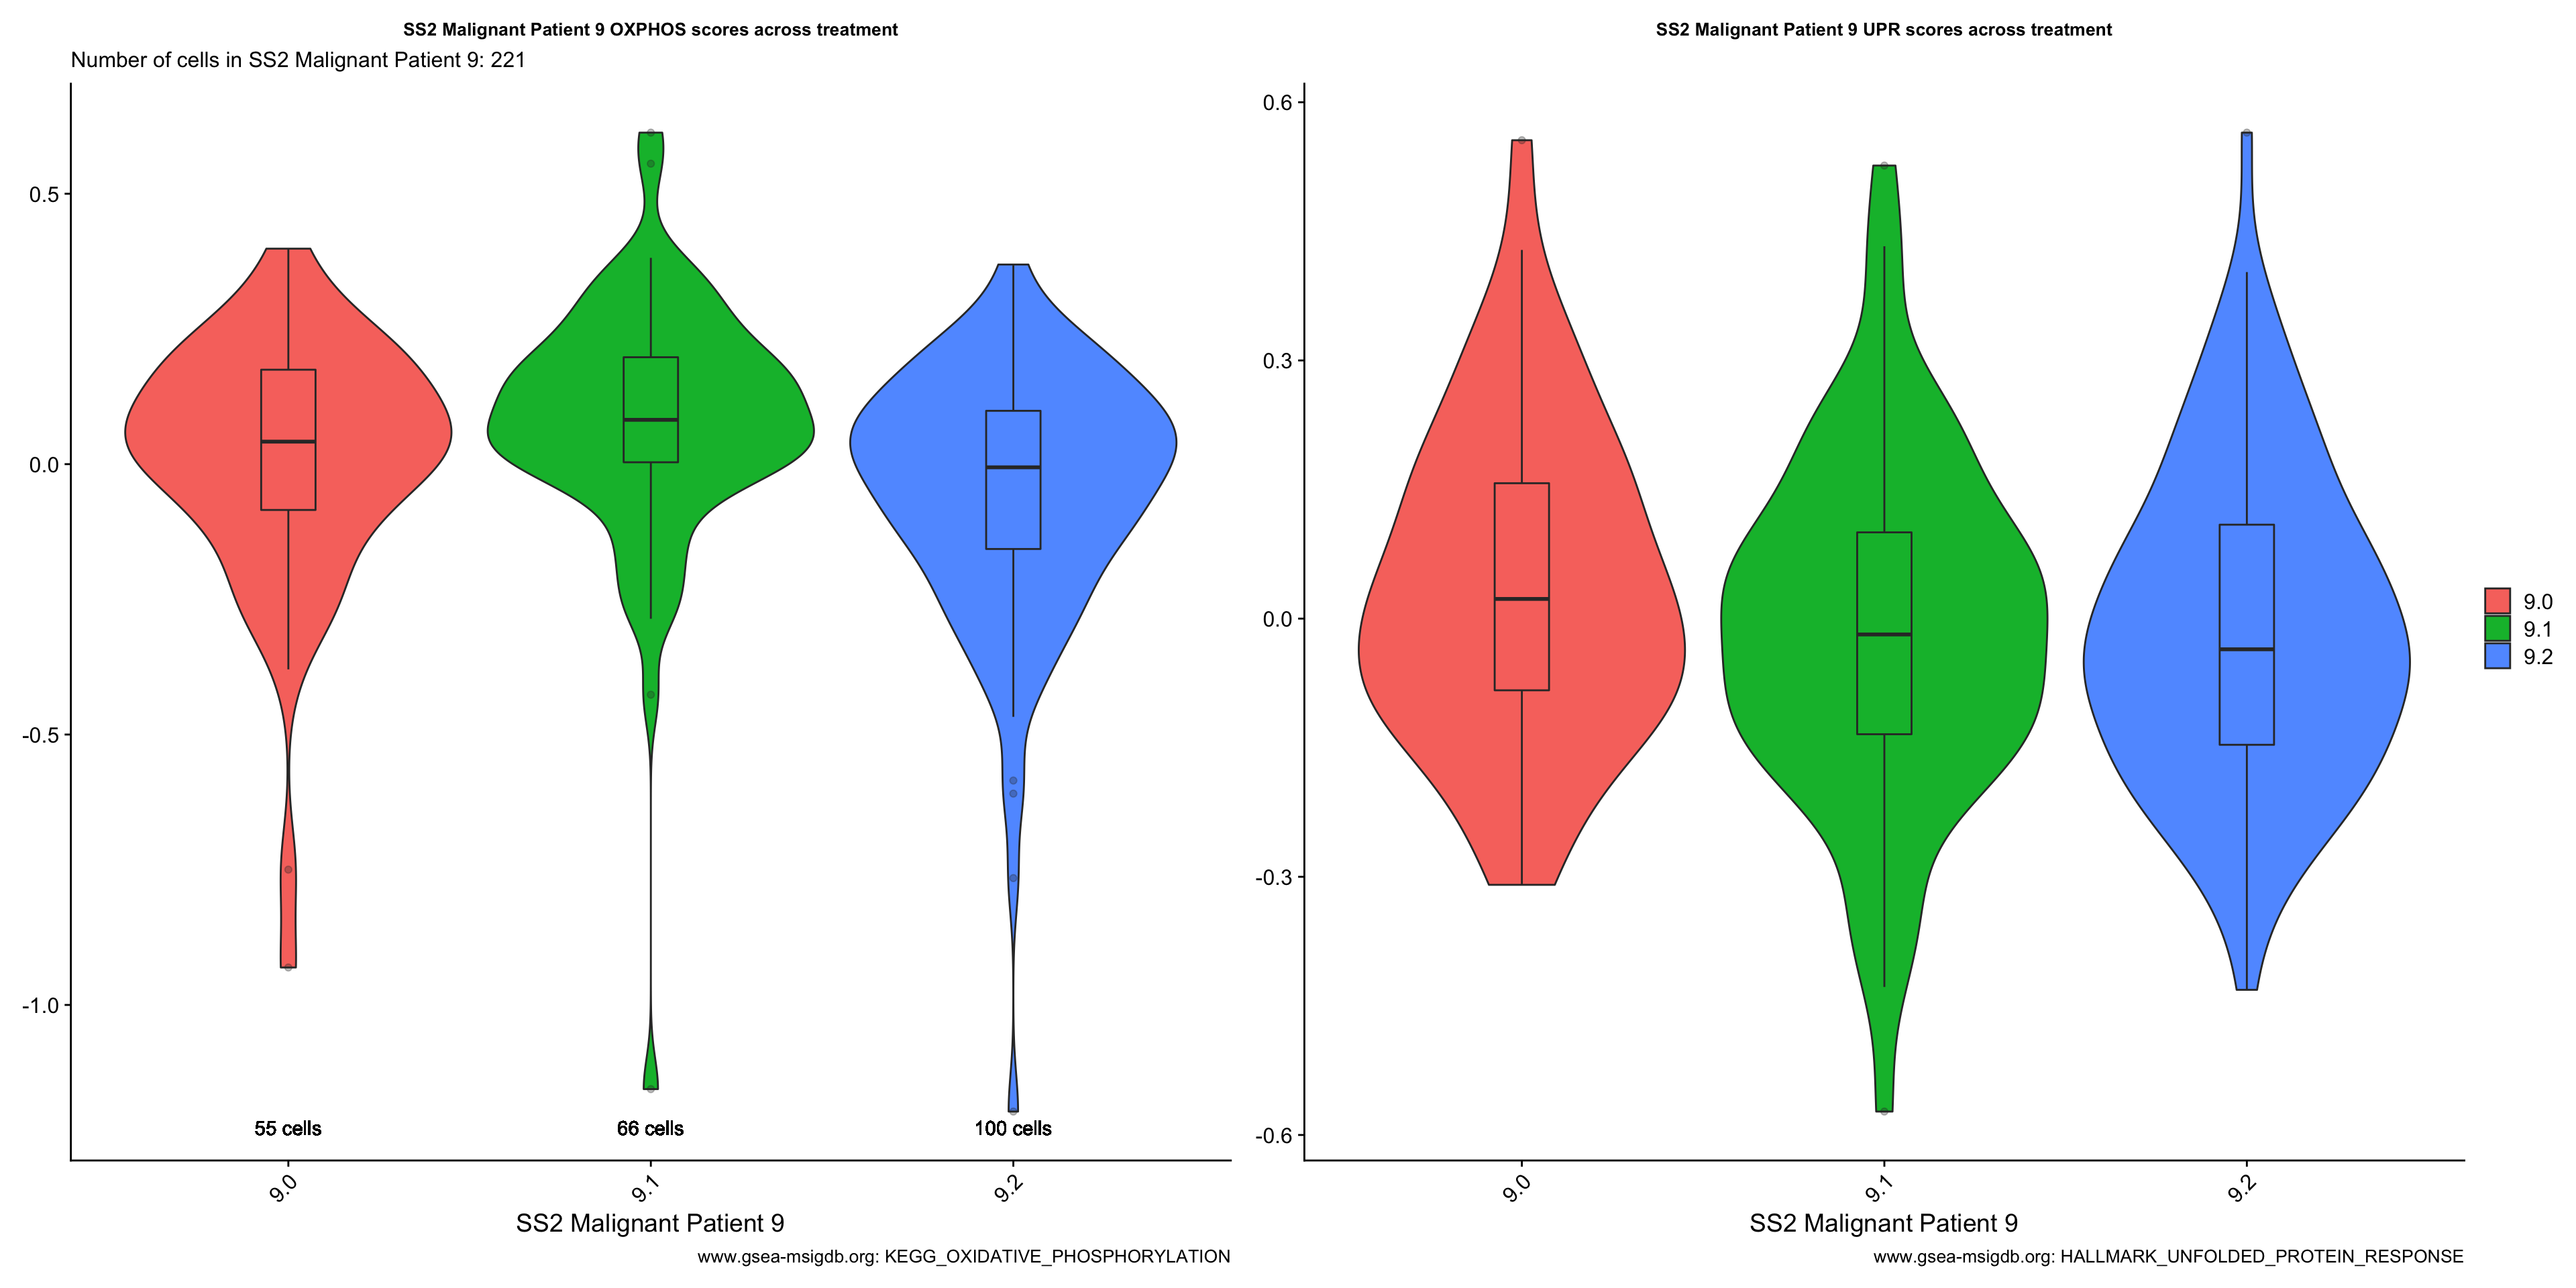 SS2 Malignant Patient 9 OXPHOS scores across treatment
Number of cells in SS2 Malignant Patient 9: 221
0.5
0.0
-0.5
-1.0
55 cells
66 cells
100 cells
9.0
9.1
9.2
SS2 Malignant Patient 9
www.gsea-msigdb.org: KEGG_OXIDATIVE_PHOSPHORYLATION
SS2 Malignant Patient 9 UPR scores across treatment
0.6
0.3
0.0
-0.3
-0.6
9.0
9.1
9.2
SS2 Malignant Patient 9
www.gsea-msigdb.org: HALLMARK_UNFOLDED_PROTEIN_RESPONSE
9.0
9.1
9.2